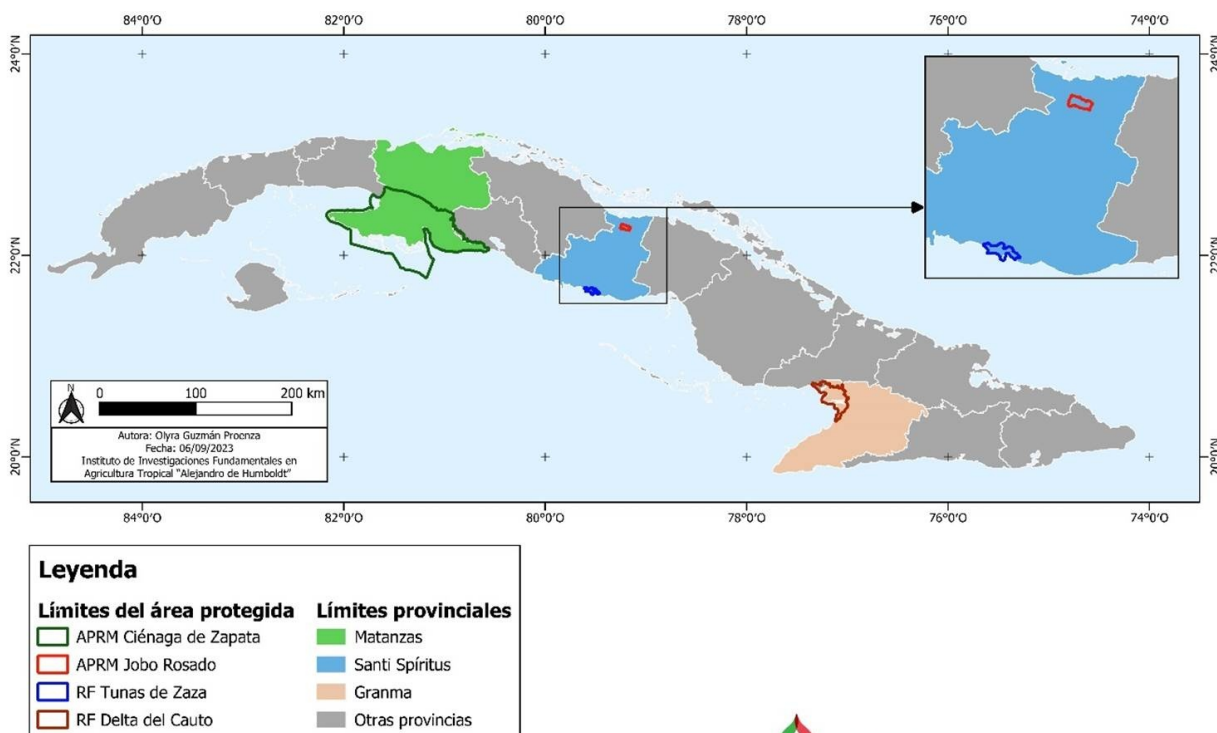 84°0'O 82°0'O 80°0'O 78°0'O 76°0'O 74°0'O
24°0'N 24°0'N
22°0'N 22°0'N
20°0'N 20°0'N
N
0 100 200 km
Autora: Olyra Guzmán Proenza
Fecha: 06/09/2023
Instituto de Investigaciones Fundamentales en
Agricultura Tropical "Alejandro de Humboldt"
84°0'O 82°0'O 80°0'O 78°0'O 76°0'O 74°0'O
Leyenda
Límites del área protegida
APRM Ciénaga de Zapata
APRM Jobo Rosado
RF Tunas de Zaza
RF Delta del Cauto
Límites provinciales
Matanzas
Santi Spíritus
Granma
Otras provincias